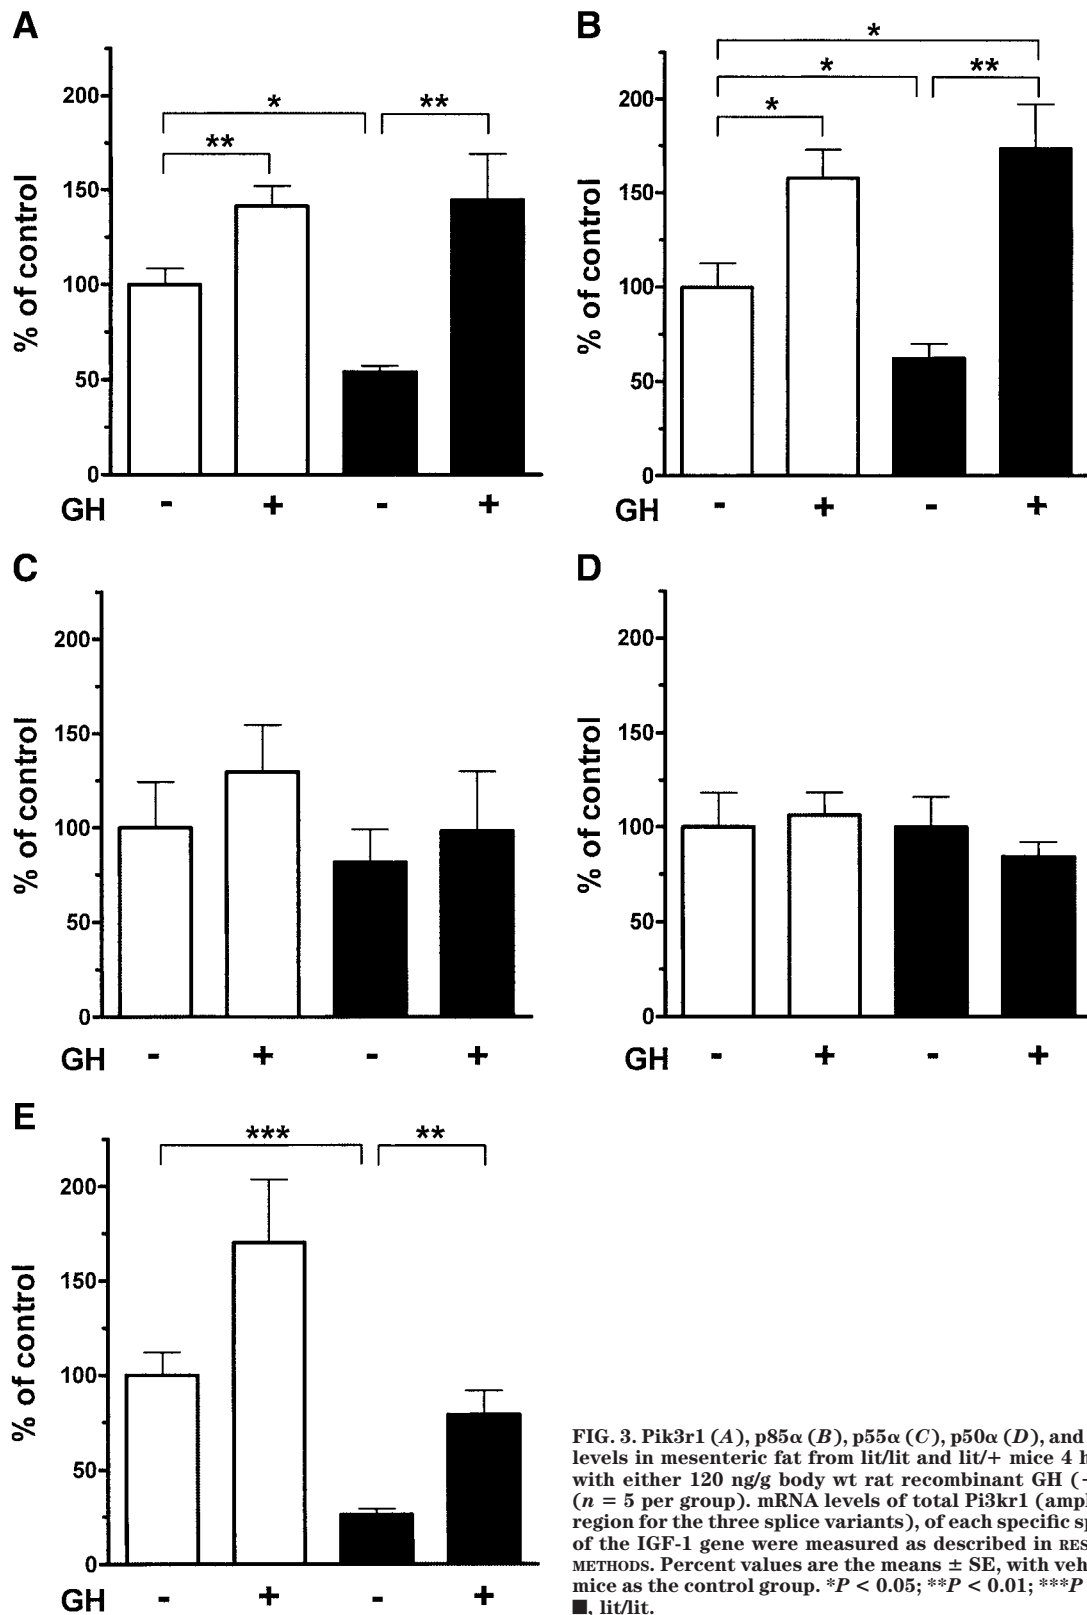 A
200
150
100
50
0
% of control
*
**
**
GH - + - +
B
200
150
100
50
0
% of control
*
*
**
*
GH - + - +
C
200
150
100
50
0
% of control
GH - + - +
D
200
150
100
50
0
% of control
GH - + - +
E
200
150
100
50
0
% of control
***
**
GH - + - +
FIG. 3. Pik3r1 (A), p85α (B), p55α (C), p50α (D), and
levels in mesenteric fat from lit/lit and lit/+ mice 4 h
with either 120 ng/g body wt rat recombinant GH (
(n = 5 per group). mRNA levels of total Pi3kr1 (ampl
region for the three splice variants), of each specific sp
of the IGF-1 gene were measured as described in RES
METHODS. Percent values are the means ± SE, with veh
mice as the control group. *P < 0.05; **P < 0.01; ***P
■, lit/lit.